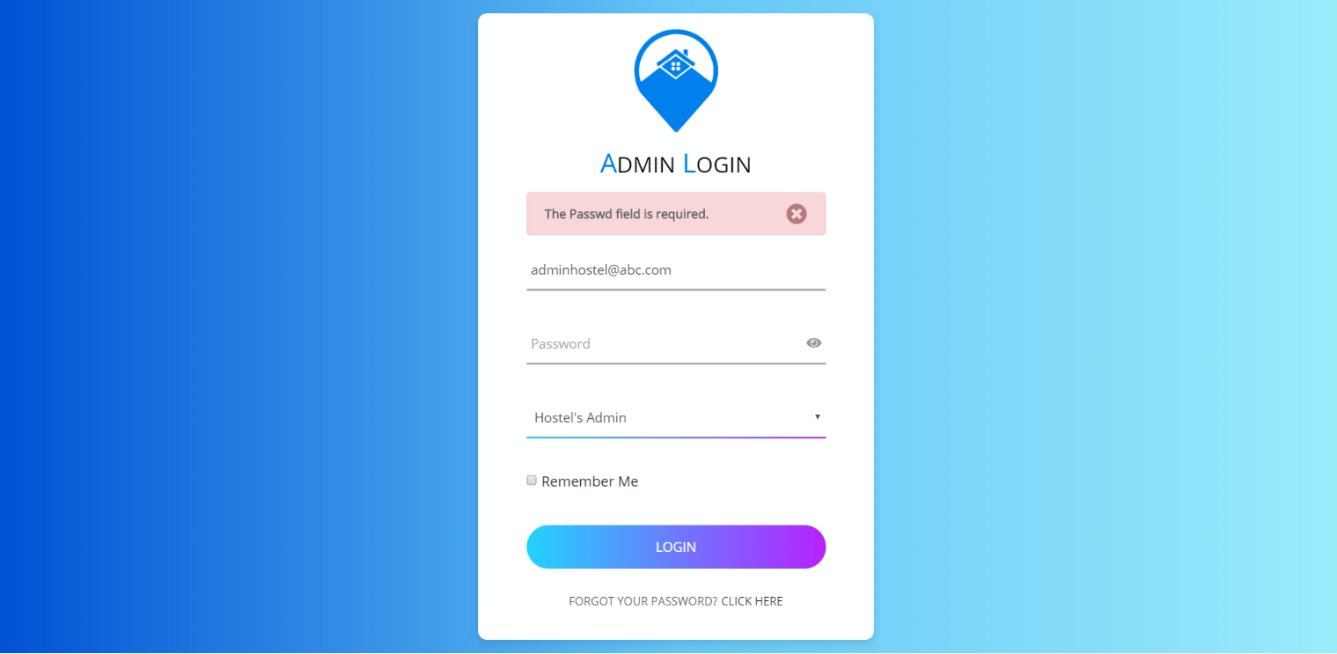 Admin Login
The Passwd field is required.
adminhostel@abc.com
Password
Hostel's Admin
Remember Me
LOGIN
FORGOT YOUR PASSWORD? CLICK HERE